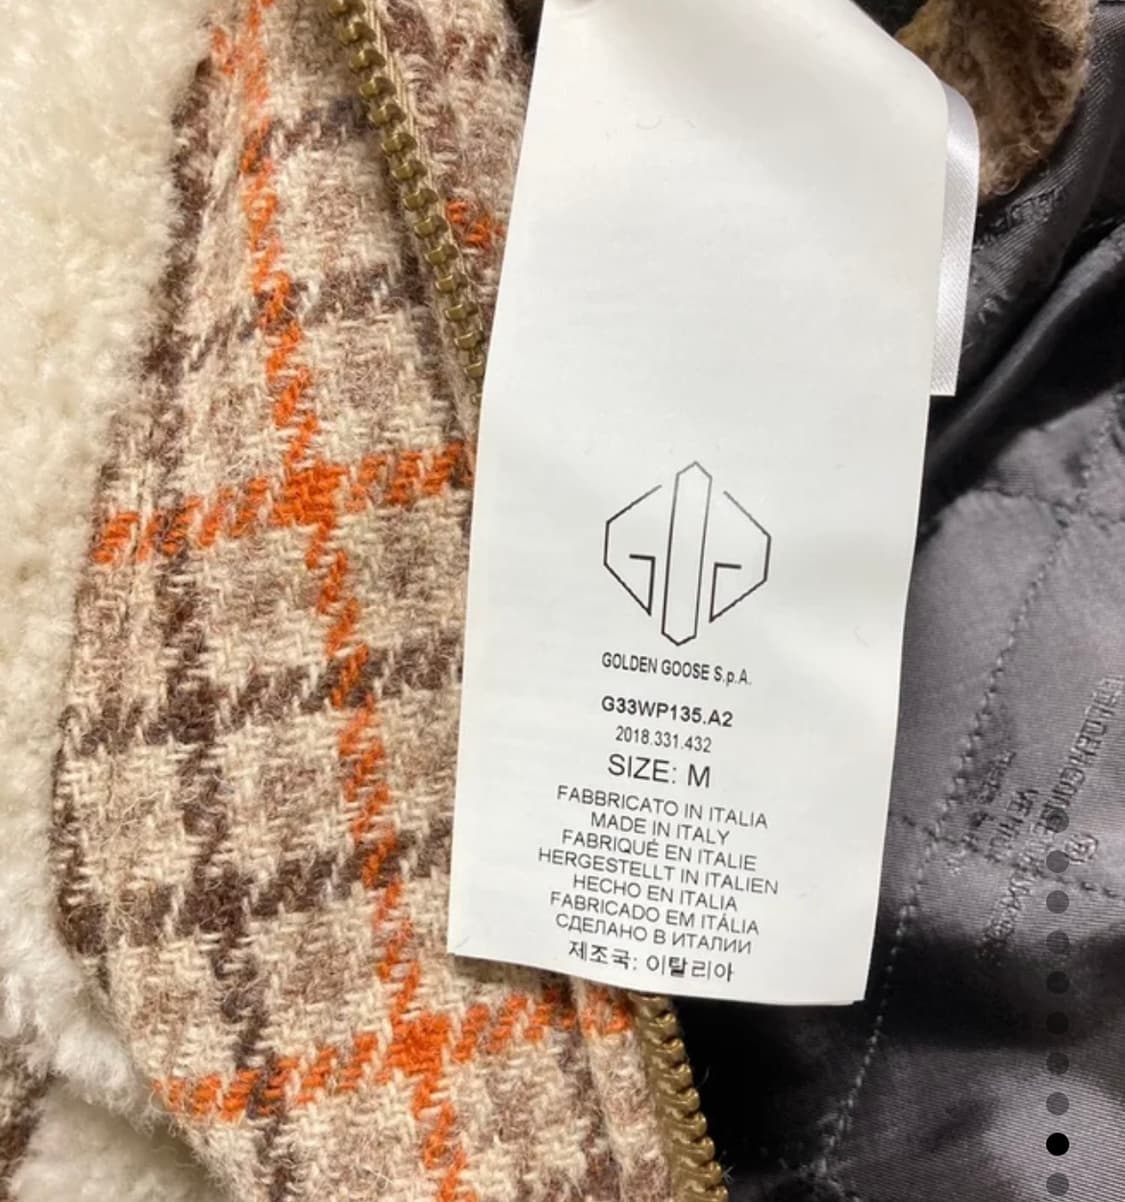 GOLDEN GOOSE S.p.A.
G33WP135.A2
2018.331.432
SIZE: M
FABBRICATO IN ITALIA
MADE IN ITALY
FABRIQUÉ EN ITALIE
HERGESTELLT IN ITALIEN
HECHO EN ITALIA
FABRICADO EM ITÁLIA
СДЕЛАНО В ИТАЛИИ
제조국: 이탈리아